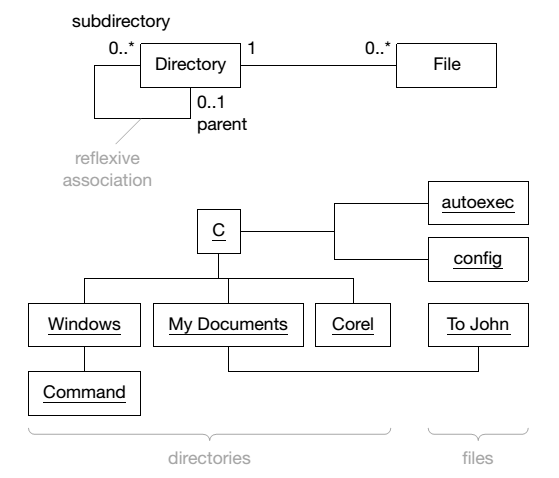 subdirectory
0..*
Directory
1
0..*
File
0..1
parent
reflexive
association
autoexec
C
config
Windows
My Documents
Corel
To John
Command
directories
files